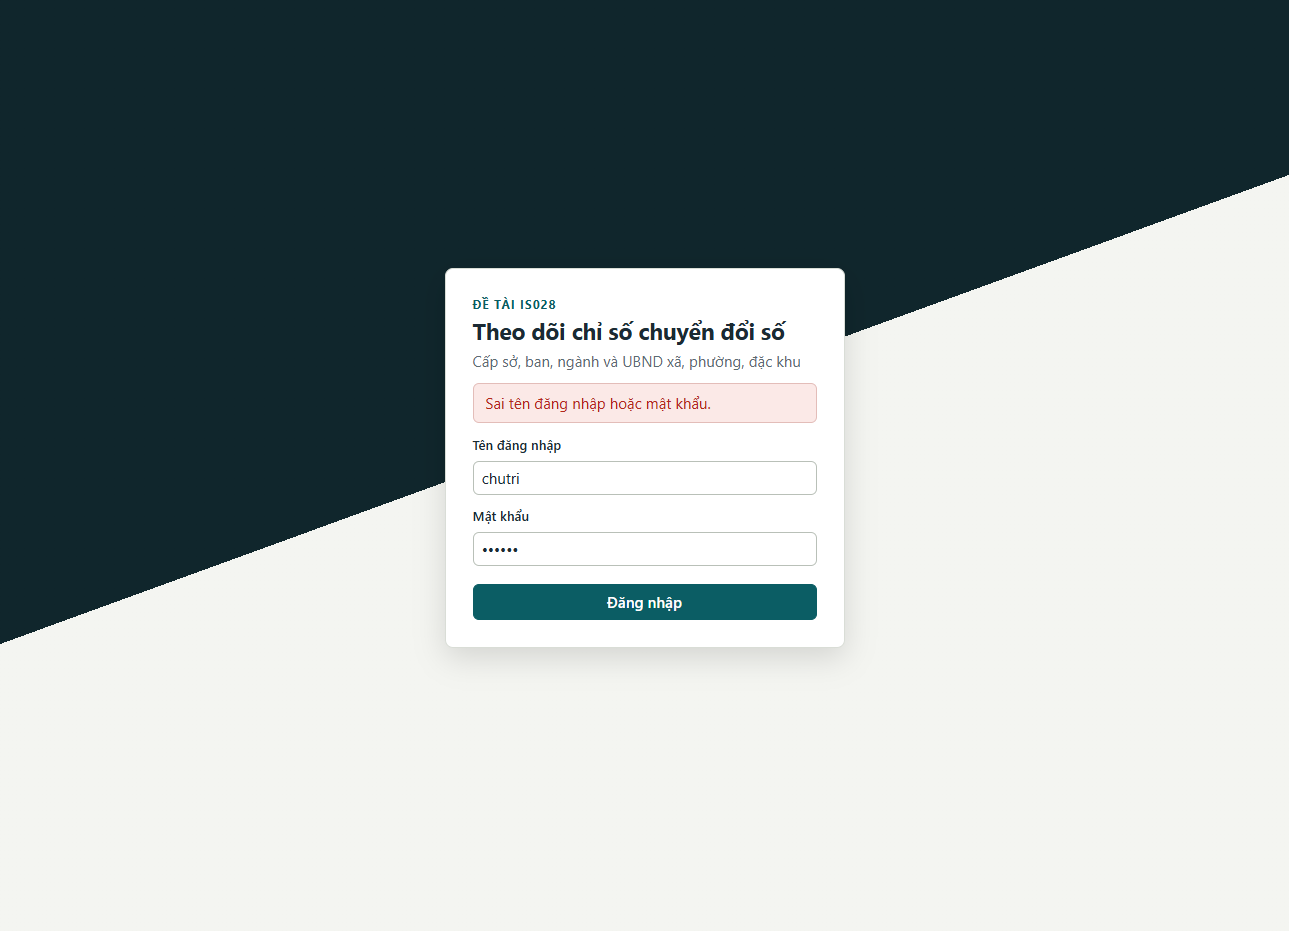 ĐỀ TÀI IS028
Theo dõi chỉ số chuyển đổi số
Cấp sở, ban, ngành và UBND xã, phường, đặc khu
Sai tên đăng nhập hoặc mật khẩu.
Tên đăng nhập
chutri
Mật khẩu
••••••
Đăng nhập